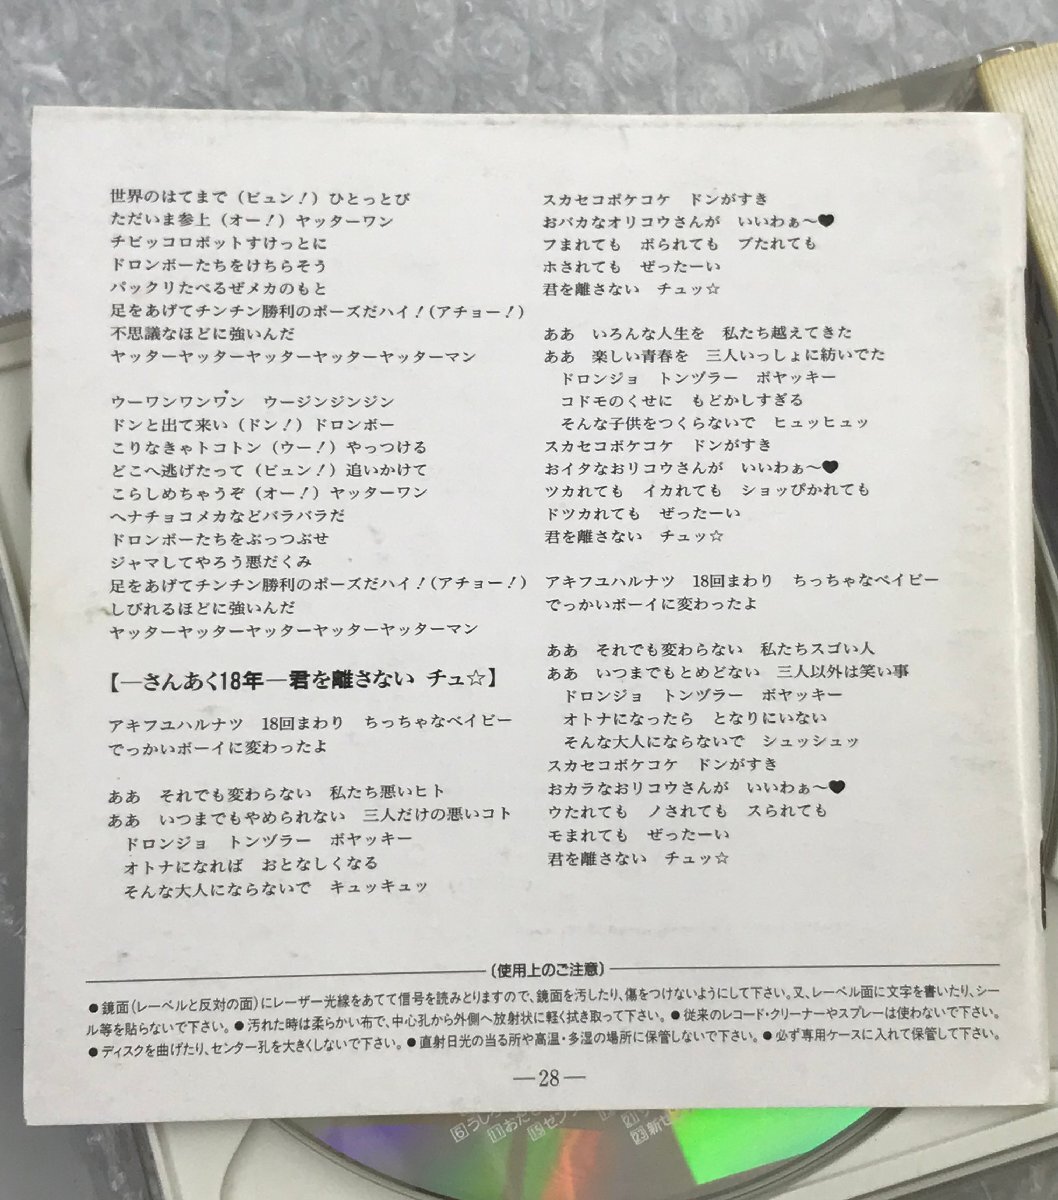 世界のはてまで（ビュン！）ひとっとび
ただいま参上（オー！）ヤッターワン
チビッコロボットすけっとに
ドロンボーたちをけちらそう
パックリたべるぜメカのもと
足をあげてチンチン勝利のポーズだハイ！（アチョー！）
不思議なほどに強いんだ
ヤッターヤッターヤッターヤッターヤッターマン
ウーワンワンワン　ウージンジンジン
ドンと出て来い（ドン！）ドロンボー
こりなきゃトコトン（ウー！）やっつける
どこへ逃げたって（ビュン！）追いかけて
こらしめちゃうぞ（オー！）ヤッターワン
ヘナチョコメカなどバラバラだ
ドロンボーたちをぶっつぶせ
ジャマしてやろう悪だくみ
足をあげてチンチン勝利のポーズだハイ！（アチョー！）
しびれるほどに強いんだ
ヤッターヤッターヤッターヤッターヤッターマン
【―さんあく18年―君を離さない チュ☆】
アキフユハルナツ　18回まわり　ちっちゃなベイビー
でっかいボーイに変わったよ
ああ　それでも変わらない　私たち悪いヒト
ああ　いつまでもやめられない　三人だけの悪いコト
ドロンジョ　トンヅラー　ボヤッキー
オトナになれば　おとなしくなる
そんな大人にならないで　キュッキュッ
スカセコボケコケ　ドンがすき
おバカなオリコウさんが　いいわぁ〜♥
フまれても　ボられても　ブたれても
ホされても　ぜったーい
君を離さない　チュッ☆
ああ　いろんな人生を　私たち越えてきた
ああ　楽しい青春を　三人いっしょに紡いでた
ドロンジョ　トンヅラー　ボヤッキー
コドモのくせに　もどかしすぎる
そんな子供をつくらないで　ヒュッヒュッ
スカセコボケコケ　ドンがすき
おイタなおリコウさんが　いいわぁ〜♥
ツカれても　イカれても　ショッぴかれても
ドツカれても　ぜったーい
君を離さない　チュッ☆
アキフユハルナツ　18回まわり　ちっちゃなベイビー
でっかいボーイに変わったよ
ああ　それでも変わらない　私たちスゴい人
ああ　いつまでもとめどない　三人以外は笑い事
ドロンジョ　トンヅラー　ボヤッキー
オトナになったら　となりにいない
そんな大人にならないで　シュッシュッ
スカセコボケコケ　ドンがすき
おカラなおリコウさんが　いいわぁ〜♥
ウたれても　ノされても　スられても
モまれても　ぜったーい
君を離さない　チュッ☆
〔使用上のご注意〕
●鏡面（レーベルと反対の面）にレーザー光線をあてて信号を読みとりますので、鏡面を汚したり、傷をつけないようにして下さい。又、レーベル面に文字を書いたり、シー
ル等を貼らないで下さい。●汚れた時は柔らかい布で、中心孔から外側へ放射状に軽く拭き取って下さい。●従来のレコード・クリーナーやスプレーは使わないで下さい。
●ディスクを曲げたり、センター孔を大きくしないで下さい。●直射日光の当る所や高温・多湿の場所に保管しないで下さい。●必ず専用ケースに入れて保管して下さい。
―28―
6 うしろ
11 おだ
19 ゼン
21
23 新ゼ